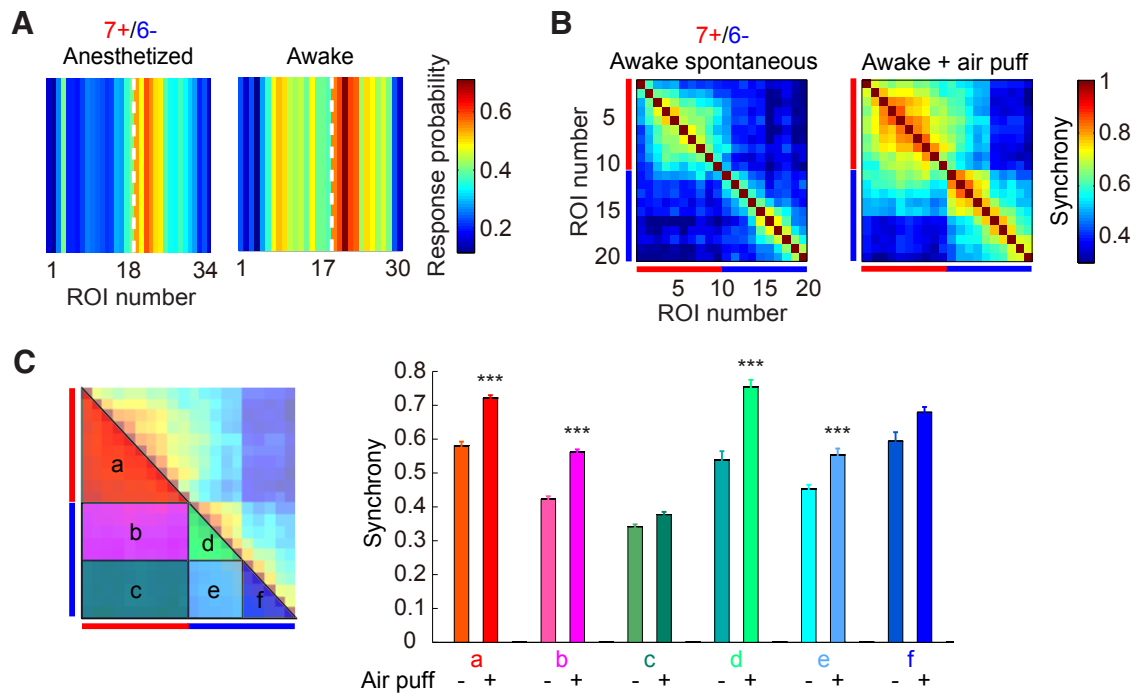 A
7+/6-
Anesthetized
Awake
1
18
34
1
17
30
ROI number
Response probability
0.6
0.4
0.2
B
7+/6-
Awake spontaneous
Awake + air puff
ROI number
5
10
15
20
5
10
15
20
ROI number
Synchrony
1
0.8
0.6
0.4
C
a
b
c
d
e
f
Synchrony
0.8
0.7
0.6
0.5
0.4
0.3
0.2
0.1
0
***
***
***
***
a
b
c
d
e
f
Air puff
- + - + - + - + - + - +